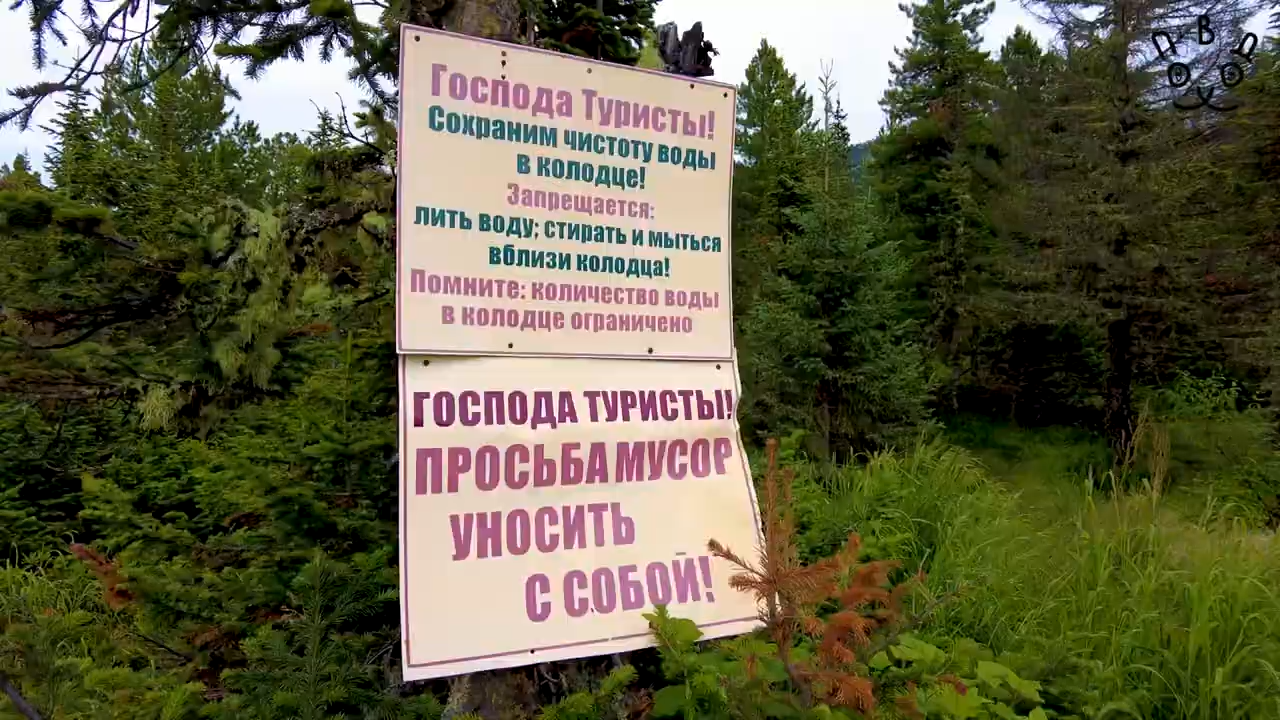 Господа Туристы!
Сохраним чистоту воды
в колодце!
Запрещается:
лить воду; стирать и мыться
вблизи колодца!
Помните: количество воды
в колодце ограничено
ГОСПОДА ТУРИСТЫ!
ПРОСЬБА МУСОР
УНОСИТЬ
С СОБОЙ!